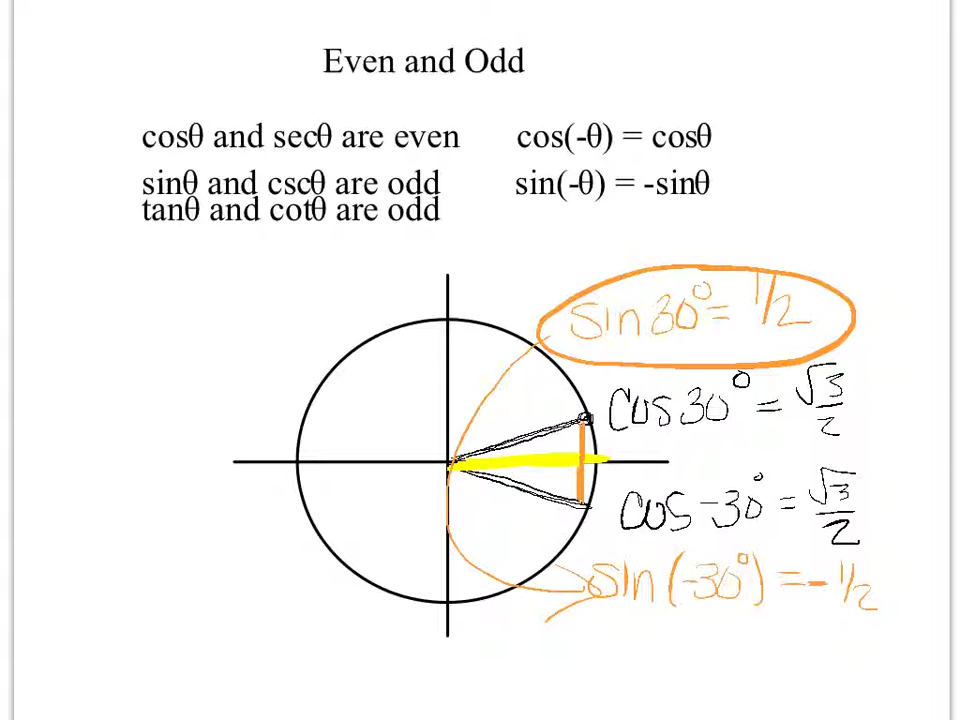 Even and Odd
cosθ and secθ are even cos(-θ) = cosθ
sinθ and cscθ are odd sin(-θ) = -sinθ
tanθ and cotθ are odd
sin 30° = 1/2
cos 30° = √3/2
cos -30° = √3/2
sin (-30°) = - 1/2